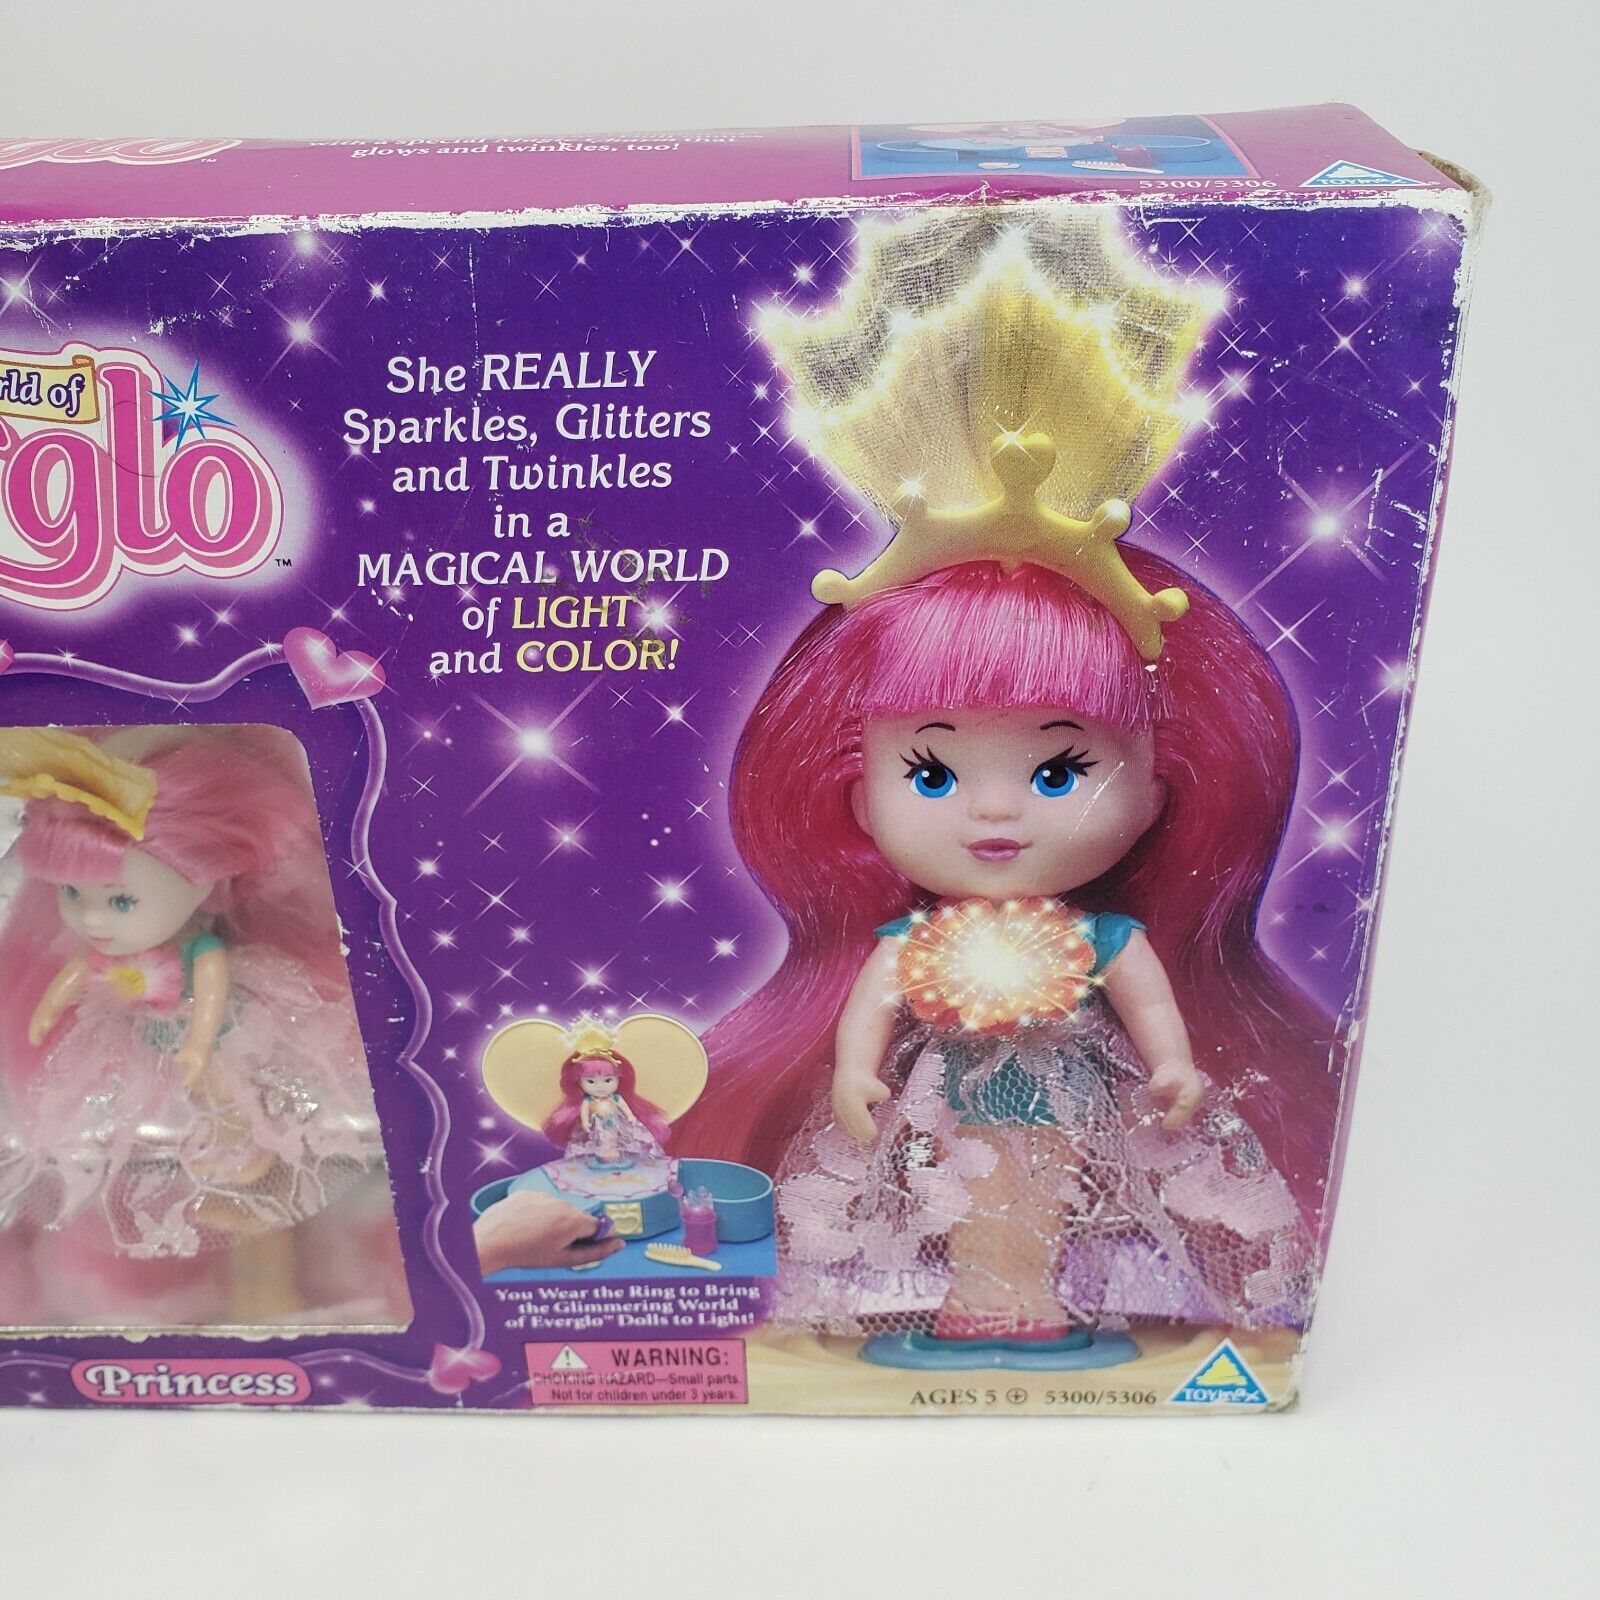 glows and twinkles, too!
5300/5306
TOYmax
of
glo
™
She REALLY
Sparkles, Glitters
and Twinkles
in a
MAGICAL WORLD
of LIGHT
and COLOR!
You Wear the Ring to Bring
the Glimmering World
of Everglo™ Dolls to Light!
Princess
WARNING:
CHOKING HAZARD—Small parts.
Not for children under 3 years.
AGES 5 + 5300/5306
TOYmax